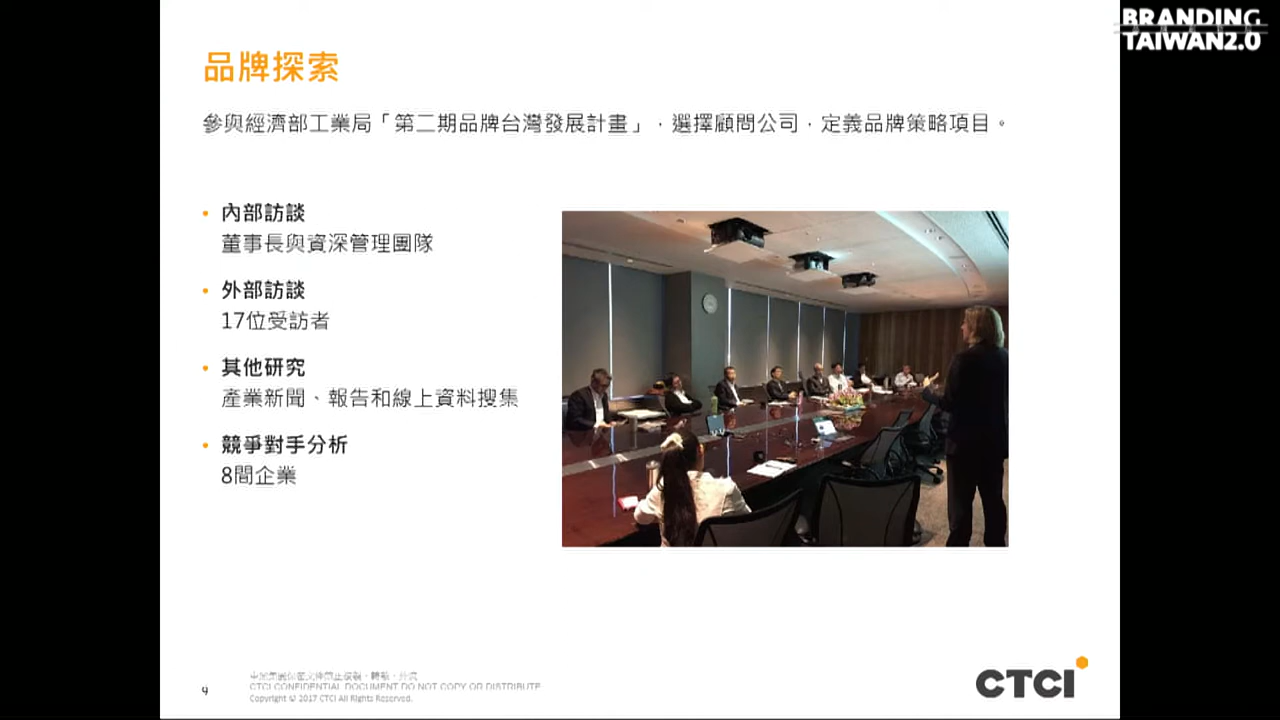 BRANDING
TAIWAN2.0
品牌探索
參與經濟部工業局「第二期品牌台灣發展計畫」，選擇顧問公司，定義品牌策略項目。
• 內部訪談
董事長與資深管理團隊
• 外部訪談
17位受訪者
• 其他研究
產業新聞、報告和線上資料搜集
• 競爭對手分析
8間企業
9
CTCI CONFIDENTIAL DOCUMENT DO NOT COPY OR DISTRIBUTE
Copyright © 2017 CTCI All Rights Reserved.
CTCI